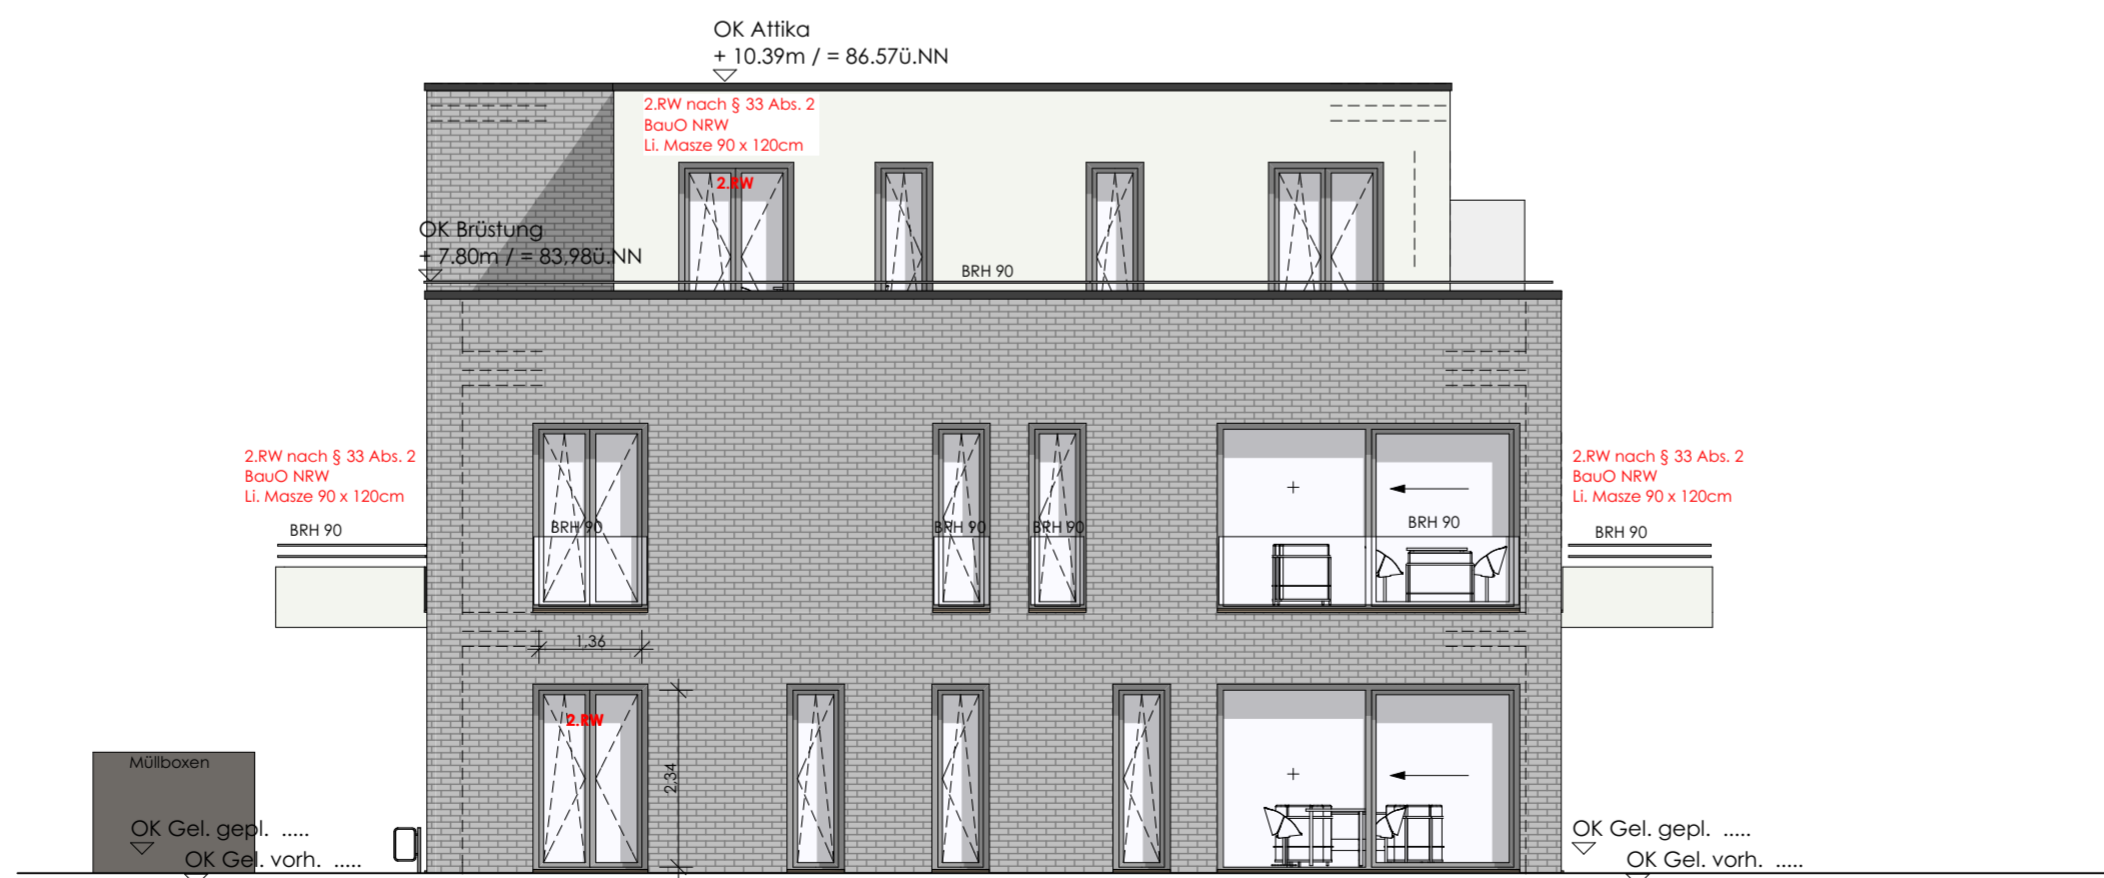 OK Attika
+ 10.39m / = 86.57ü.NN
2.RW nach § 33 Abs. 2
BauO NRW
Li. Masze 90 x 120cm
2.RW
OK Brüstung
+ 7.80m / = 83,98ü.NN
BRH 90
2.RW nach § 33 Abs. 2
BauO NRW
Li. Masze 90 x 120cm
BRH 90
BRH 90
BRH 90
BRH 90
BRH 90
2.RW nach § 33 Abs. 2
BauO NRW
Li. Masze 90 x 120cm
BRH 90
1,36
2.RW
2,34
Müllboxen
OK Gel. gepl. .....
OK Gel. vorh. .....
OK Gel. gepl. .....
OK Gel. vorh. .....